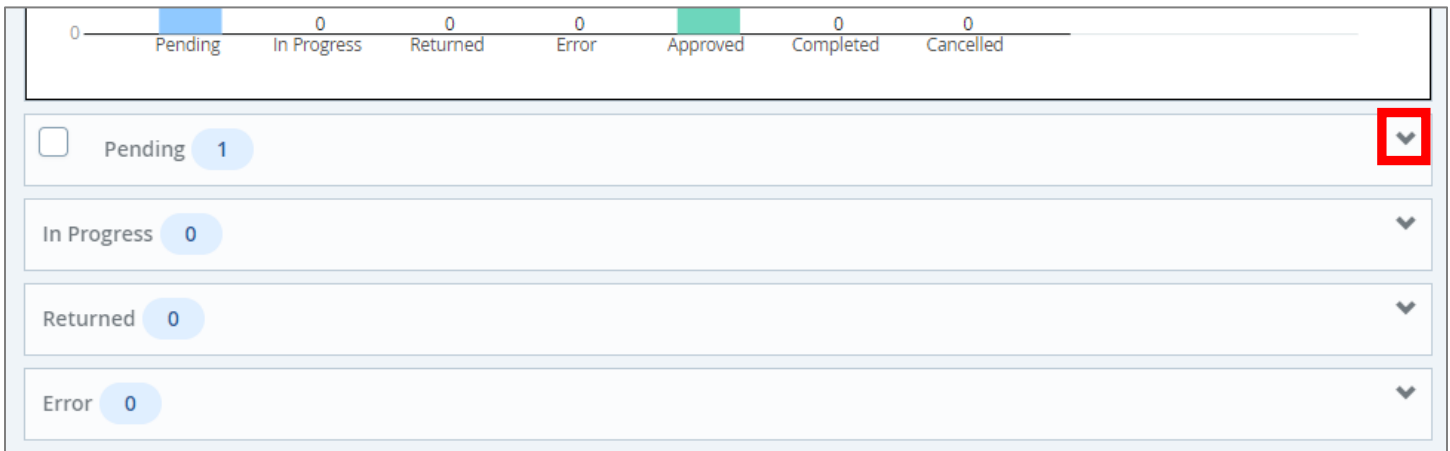 0 0 0 0 0 0
Pending In Progress Returned Error Approved Completed Cancelled
Pending 1
In Progress 0
Returned 0
Error 0